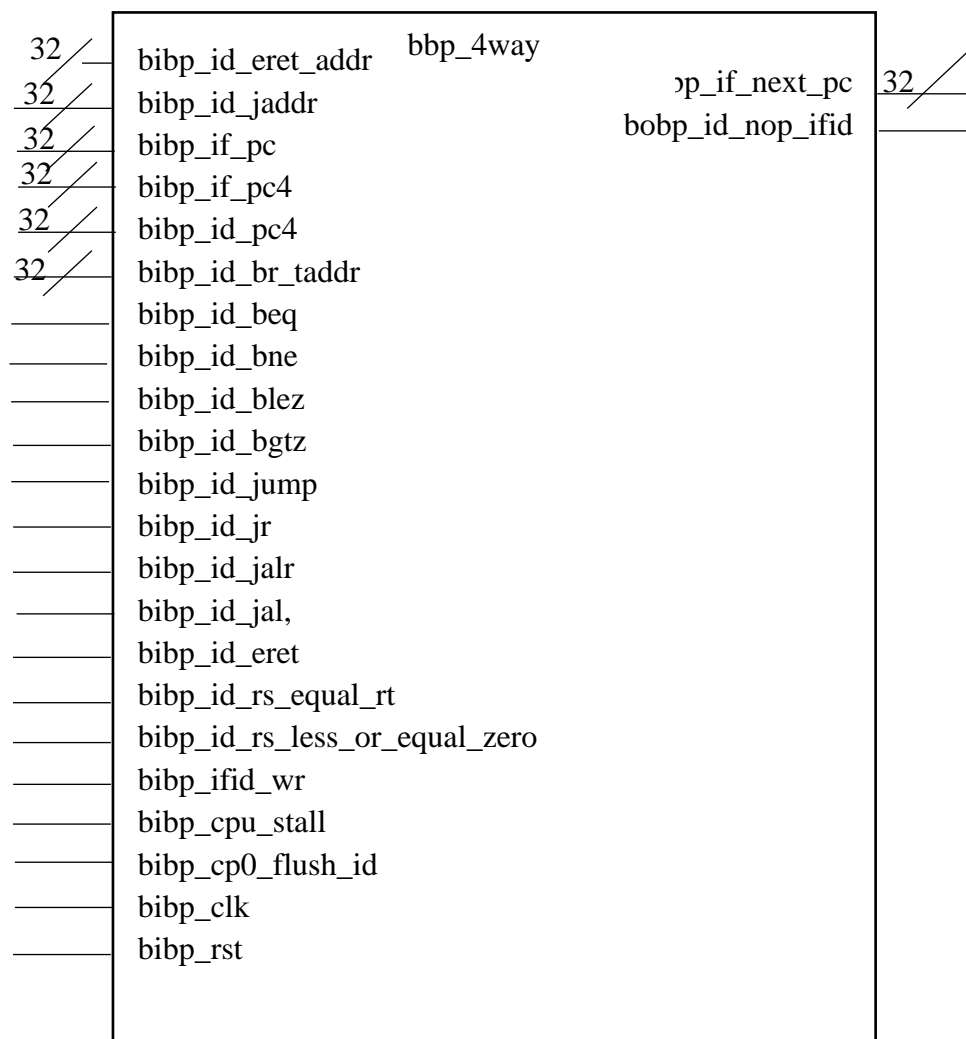 bbp_4way
32 bibp_id_eret_addr
32 bibp_id_jaddr
32 bibp_if_pc
32 bibp_if_pc4
32 bibp_id_pc4
32 bibp_id_br_taddr
bibp_id_beq
bibp_id_bne
bibp_id_blez
bibp_id_bgtz
bibp_id_jump
bibp_id_jr
bibp_id_jalr
bibp_id_jal,
bibp_id_eret
bibp_id_rs_equal_rt
bibp_id_rs_less_or_equal_zero
bibp_ifid_wr
bibp_cpu_stall
bibp_cp0_flush_id
bibp_clk
bibp_rst
p_if_next_pc 32
bobp_id_nop_ifid